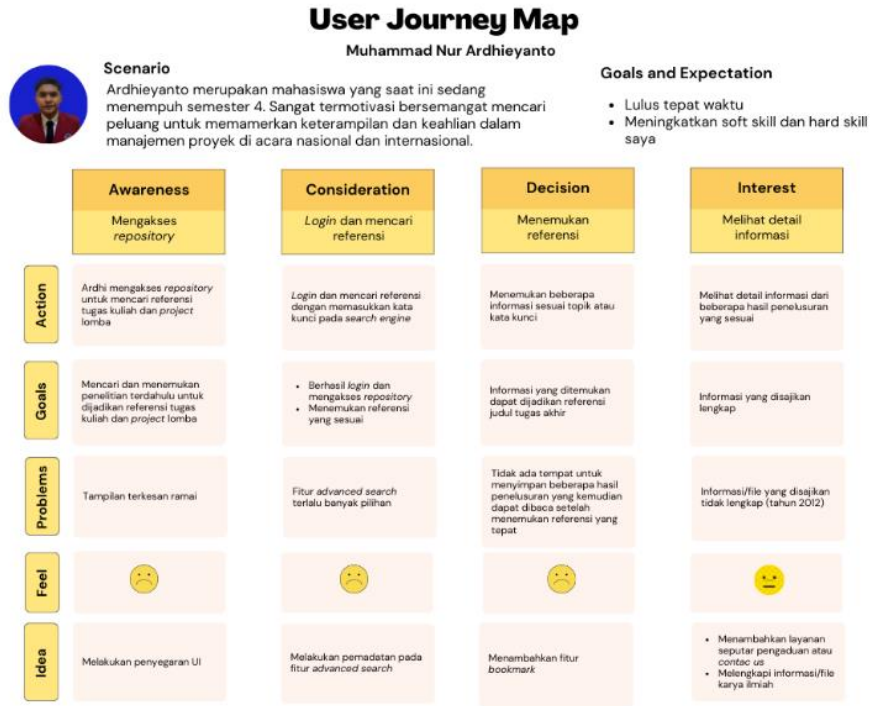 User Journey Map
Muhammad Nur Ardhieyanto
Scenario
Ardhieyanto merupakan mahasiswa yang saat ini sedang
menempuh semester 4. Sangat termotivasi bersemangat mencari
peluang untuk memamerkan keterampilan dan keahlian dalam
manajemen proyek di acara nasional dan internasional.
Goals and Expectation
• Lulus tepat waktu
• Meningkatkan soft skill dan hard skill
saya
Awareness
Mengakses
repository
Consideration
Login dan mencari
referensi
Decision
Menemukan
referensi
Interest
Melihat detail
informasi
Action
Ardhi mengakses repository
untuk mencari referensi
tugas kuliah dan project
lomba
Login dan mencari referensi
dengan memasukkan kata
kunci pada search engine
Menemukan beberapa
informasi sesuai topik atau
kata kunci
Melihat detail informasi dari
beberapa hasil penelusuran
yang sesuai
Goals
Mencari dan menemukan
penelitian terdahulu untuk
dijadikan referensi tugas
kuliah dan project lomba
• Berhasil login dan
mengakses repository
• Menemukan referensi
yang sesuai
Informasi yang ditemukan
dapat dijadikan referensi
judul tugas akhir
Informasi yang disajikan
lengkap
Problems
Tampilan terkesan ramai
Fitur advanced search
terlalu banyak pilihan
Tidak ada tempat untuk
menyimpan beberapa hasil
penelusuran yang kemudian
dapat dibaca setelah
menemukan referensi yang
tepat
Informasi/file yang disajikan
tidak lengkap (tahun 2012)
Feel
Idea
Melakukan penyegaran UI
Melakukan pemadatan pada
fitur advanced search
Menambahkan fitur
bookmark
• Menambahkan layanan
seputar pengaduan atau
contac us
• Melengkapi informasi/file
karya ilmiah